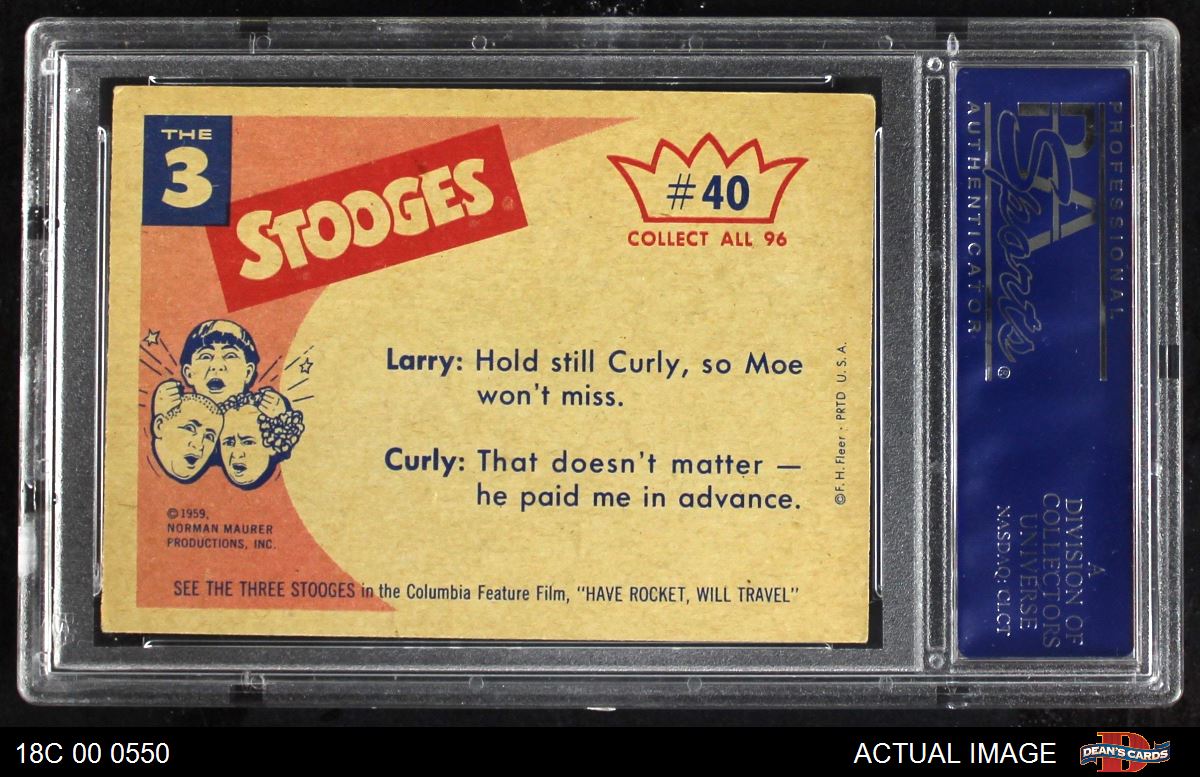 THE
3
STOOGES
#40
COLLECT ALL 96
Larry: Hold still Curly, so Moe
won't miss.
Curly: That doesn't matter —
he paid me in advance.
© F. H. Fleer · PRTD U. S. A.
© 1959,
NORMAN MAURER
PRODUCTIONS, INC.
SEE THE THREE STOOGES in the Columbia Feature Film, "HAVE ROCKET, WILL TRAVEL"
PROFESSIONAL
PSA
Sports
AUTHENTICATOR
®
A
DIVISION OF
COLLECTORS
UNIVERSE
NASDAQ: CLCT
18C 00 0550
ACTUAL IMAGE
D
DEAN'S CARDS